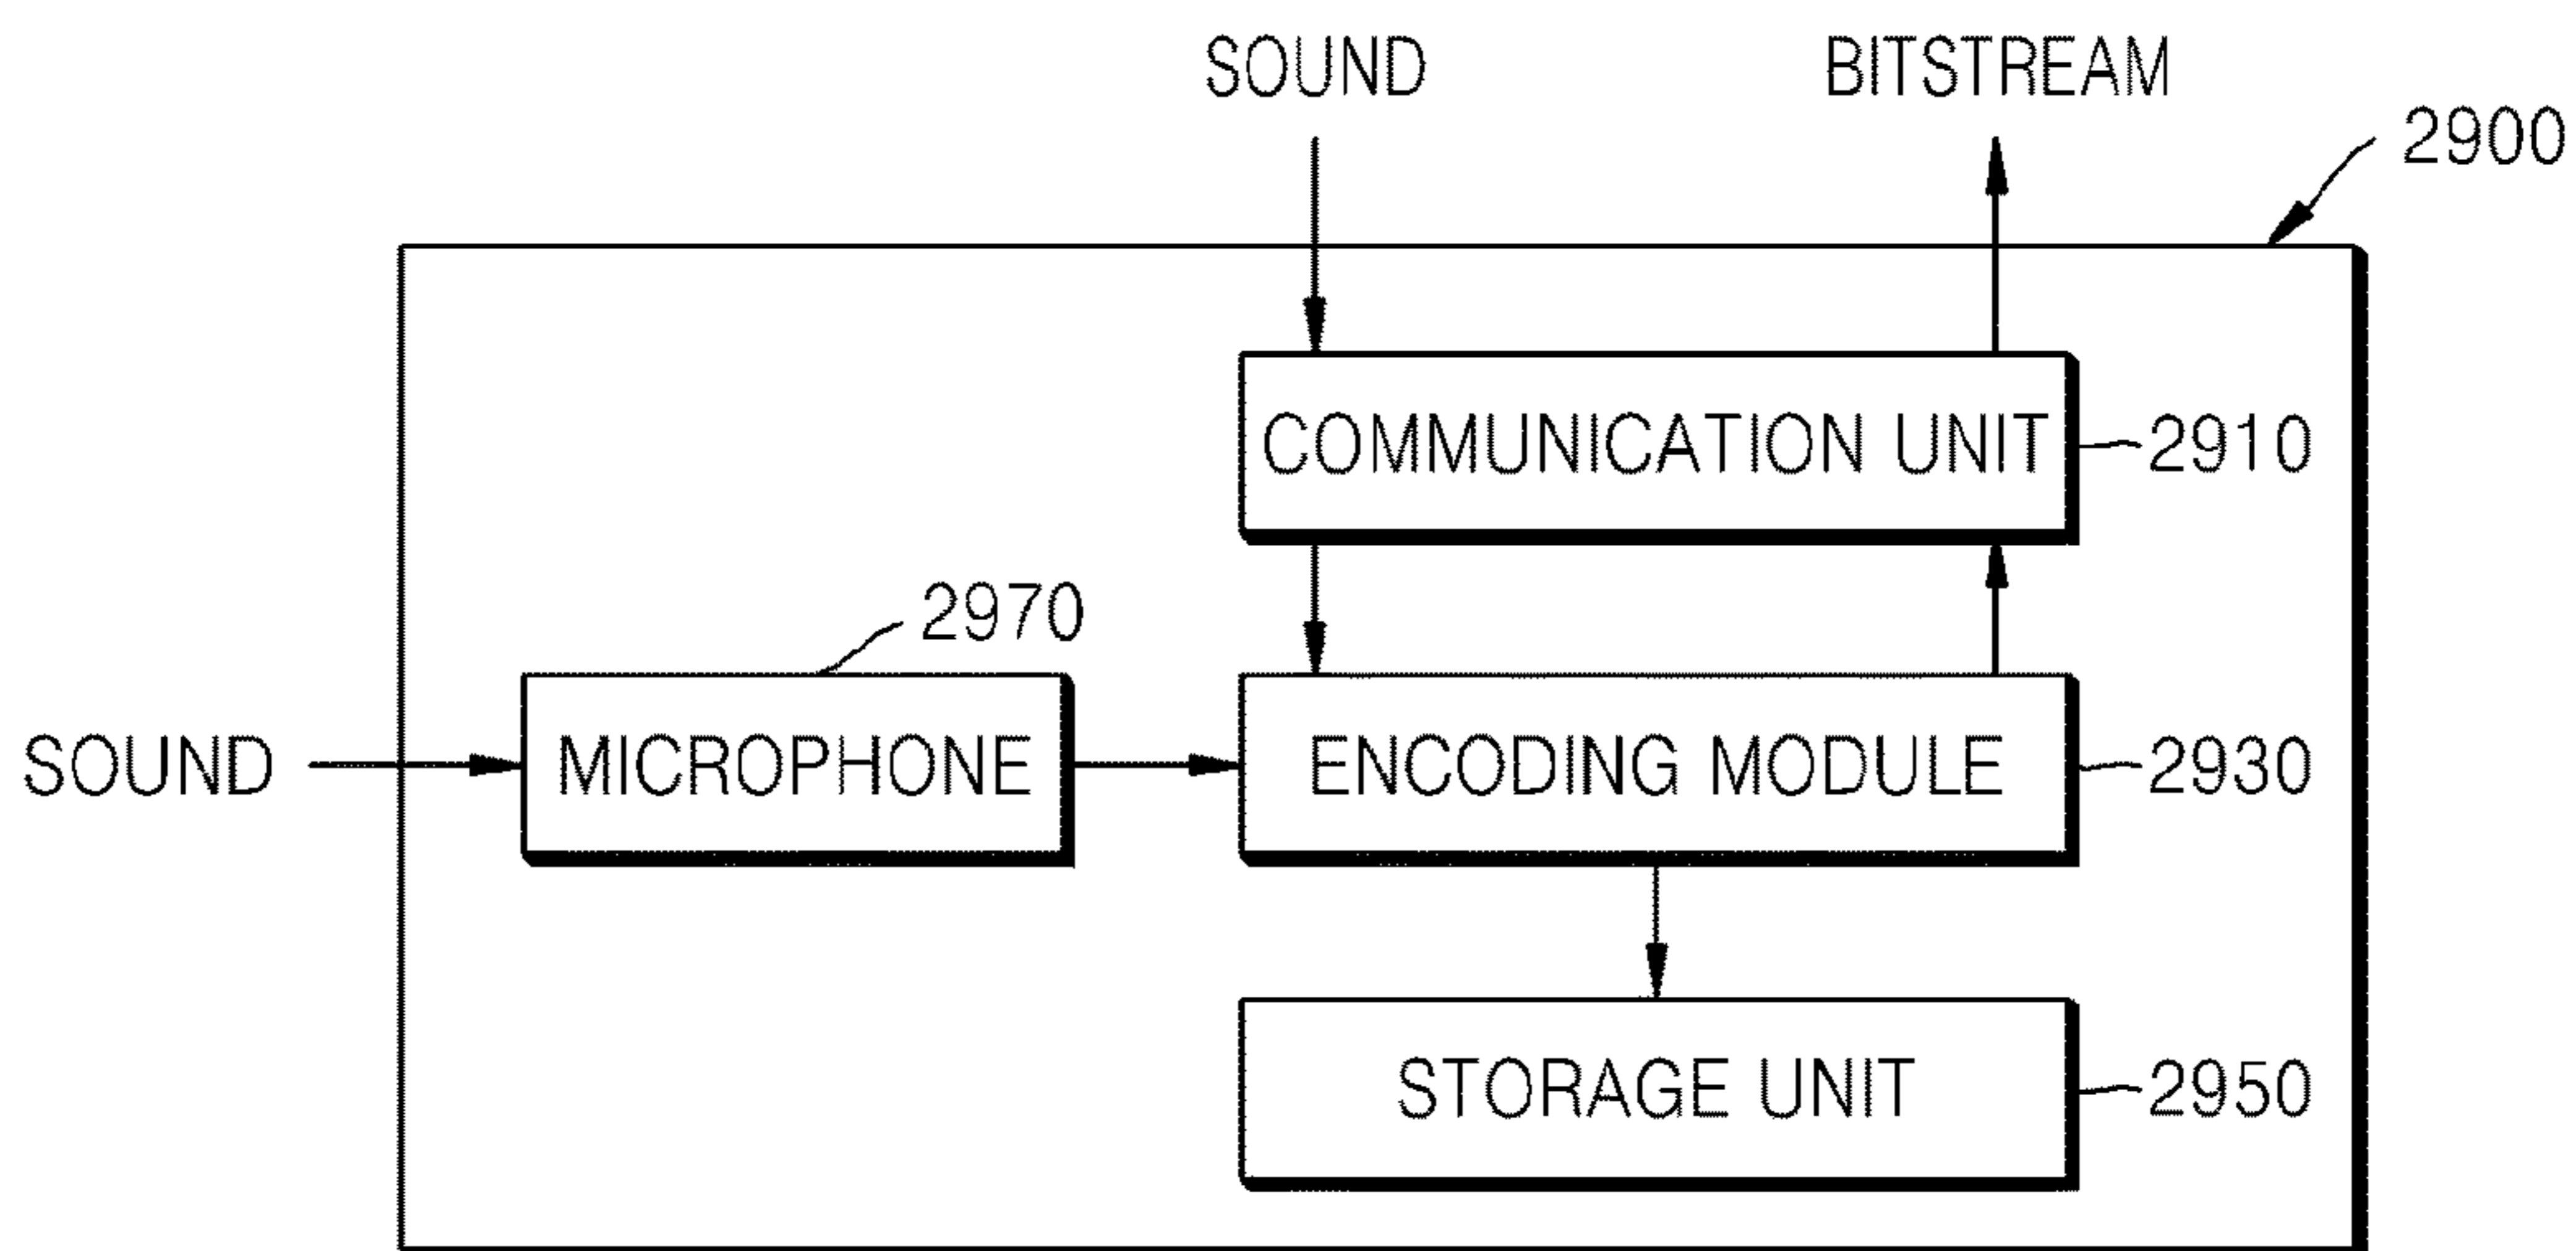 SOUND BITSTREAM
2900
COMMUNICATION UNIT 2910
2970
SOUND MICROPHONE ENCODING MODULE 2930
STORAGE UNIT 2950